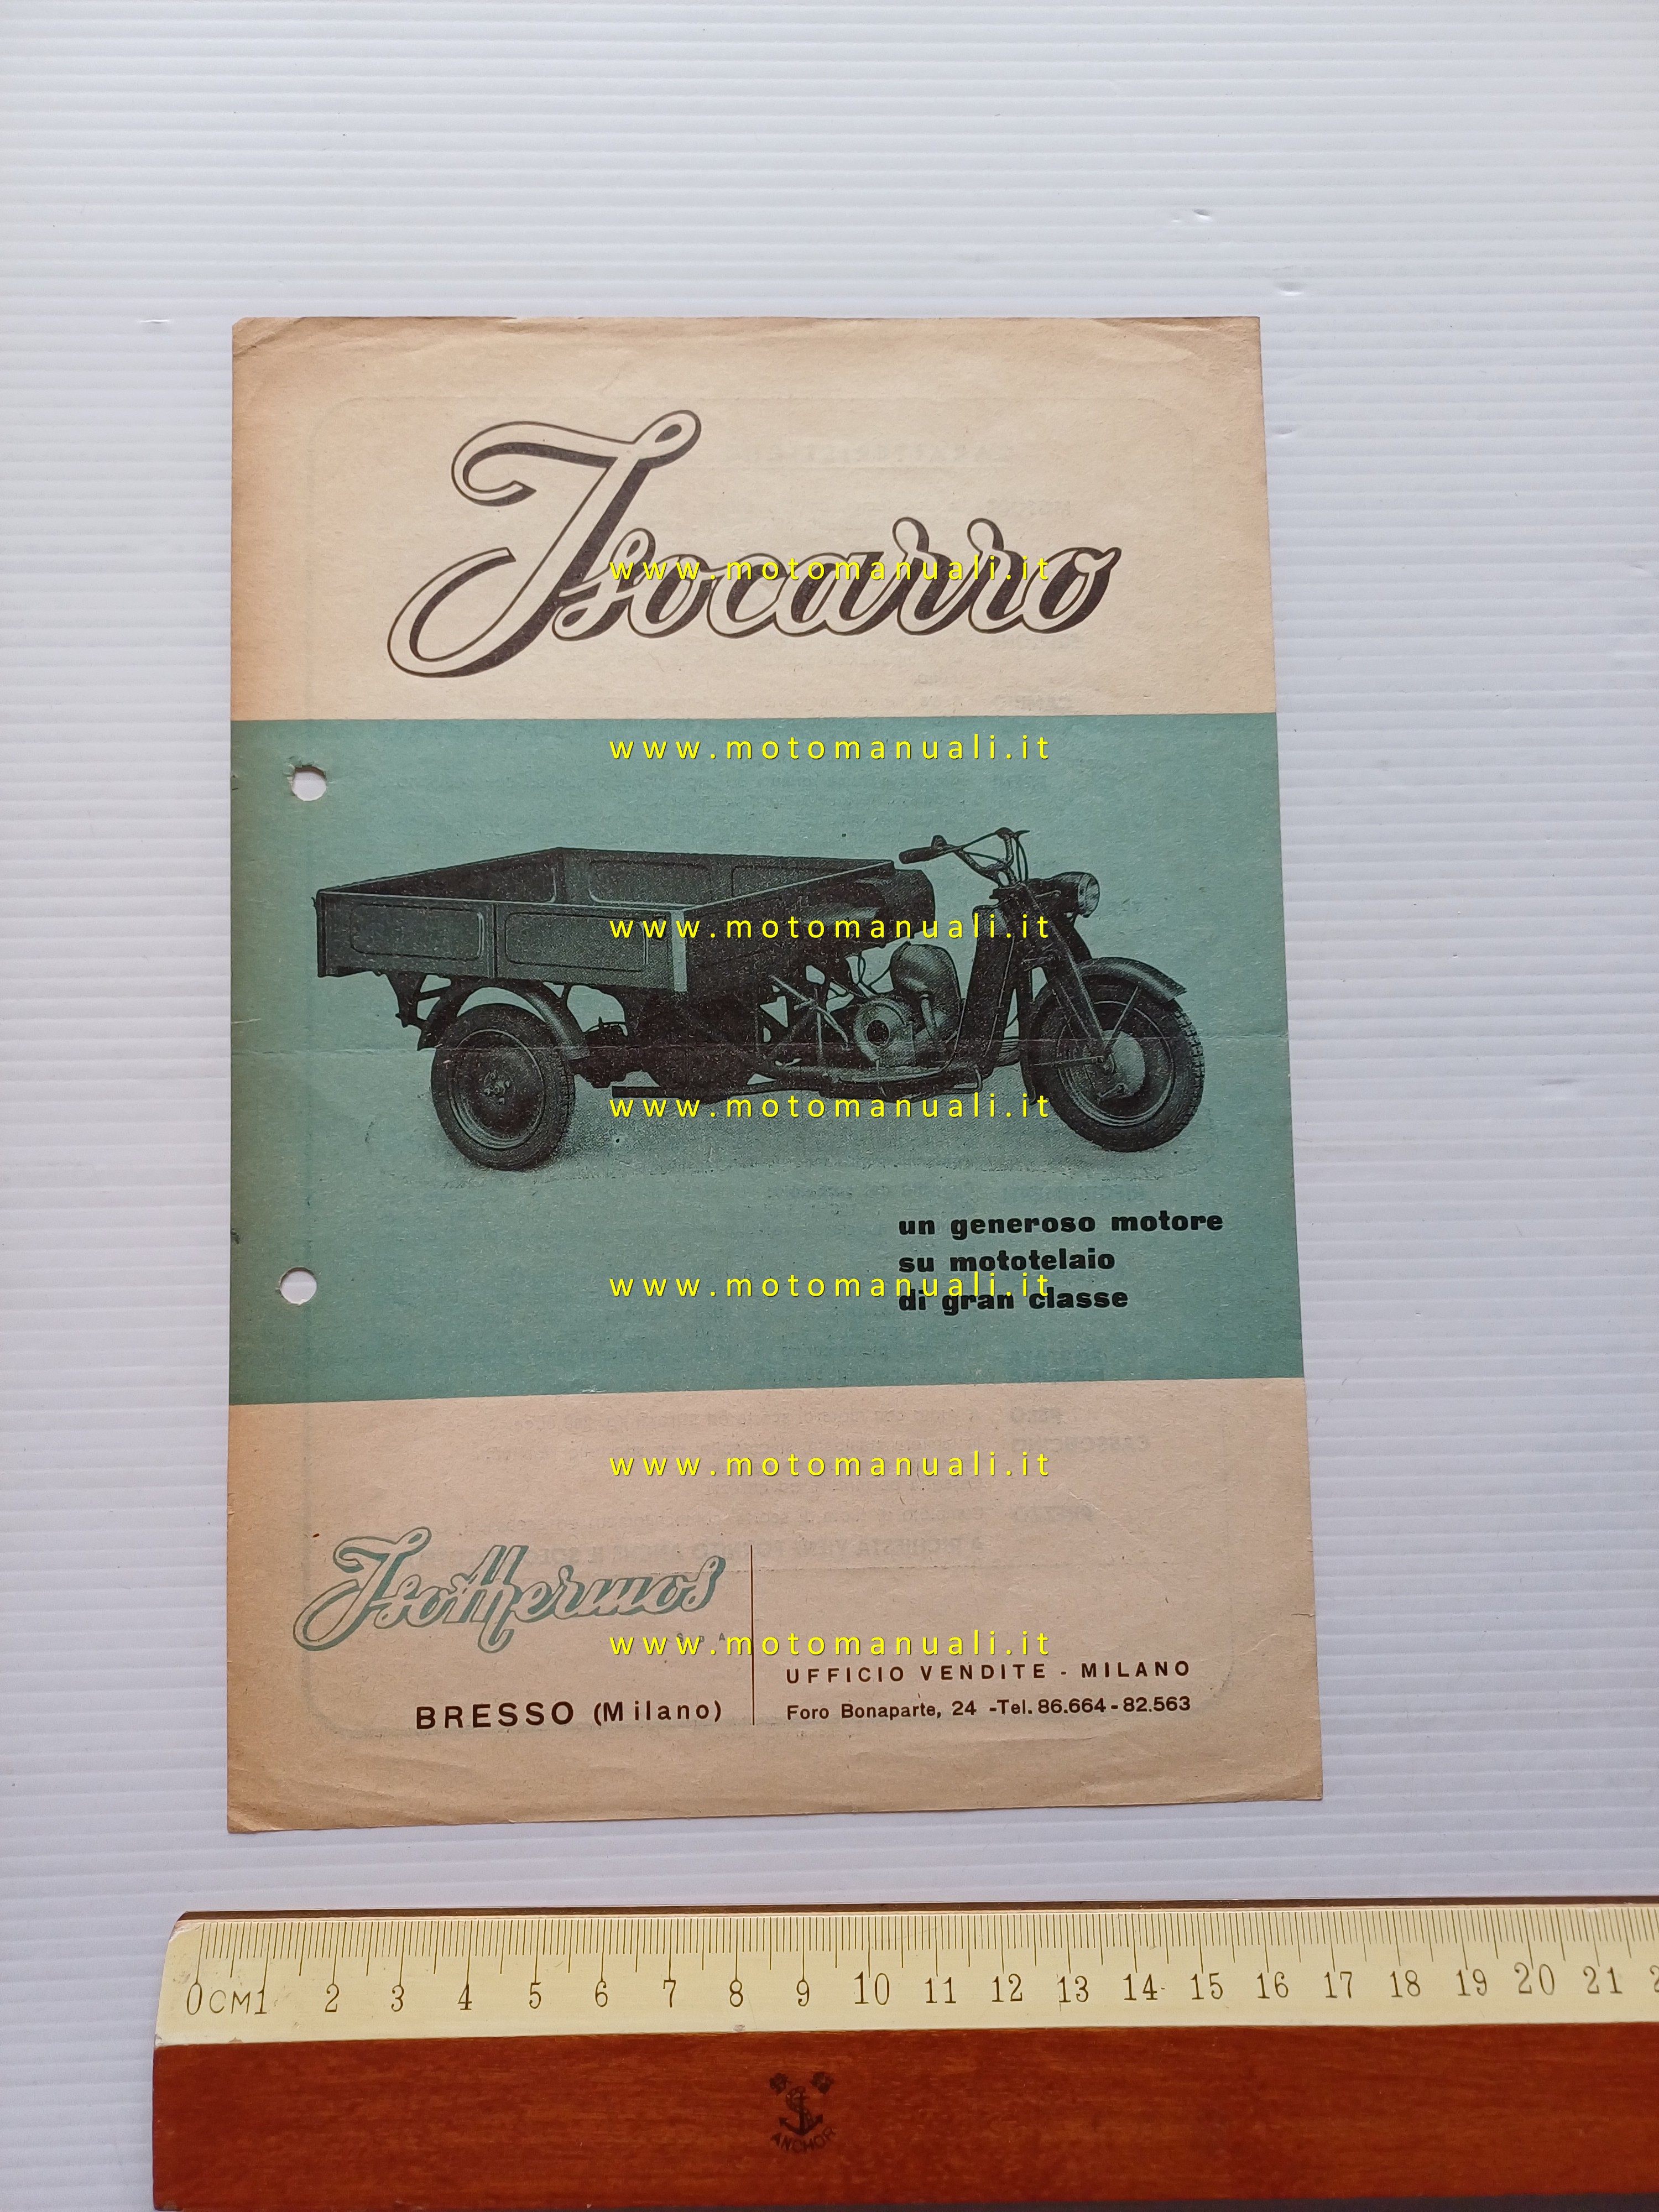 Isocarro
www.motomanuali.it
www.motomanuali.it
www.motomanuali.it
www.motomanuali.it
un generoso motore
su mototelaio
www.motomanuali.it
di gran classe
www.motomanuali.it
Isothermos
S p A
www.motomanuali.it
UFFICIO VENDITE - MILANO
BRESSO (Milano)
Foro Bonaparte, 24 -Tel. 86.664-82.563
0CM1 2 3 4 5 6 7 8 9 10 11 12 13 14 15 16 17 18 19 20 21
ANCHOR